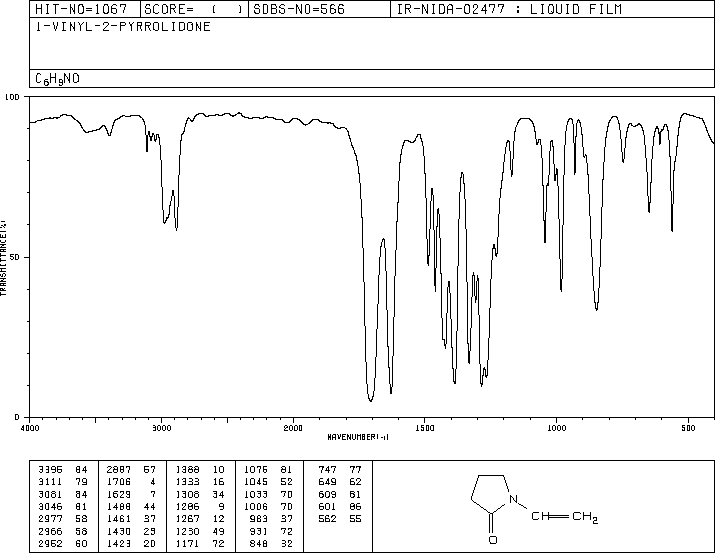 HIT-NO=1067 SCORE= ( ) SDBS-NO=566 IR-NIDA-02477 : LIQUID FILM
1-VINYL-2-PYRROLIDONE
C6H9NO
100
TRANSMITTANCE(%)
50
0
4000 3000 2000 1500 1000 500
WAVENUMBER(-1)
3395 84 2887 57 1388 10 1076 81 747 77
3111 79 1706 4 1333 16 1045 52 649 62
3081 84 1629 7 1308 34 1033 70 609 81
3046 81 1488 44 1286 9 1006 70 601 86
2977 58 1461 37 1267 12 983 37 562 55
2966 58 1430 29 1230 49 931 72
2952 60 1423 20 1171 72 848 32
N
CH CH2
O